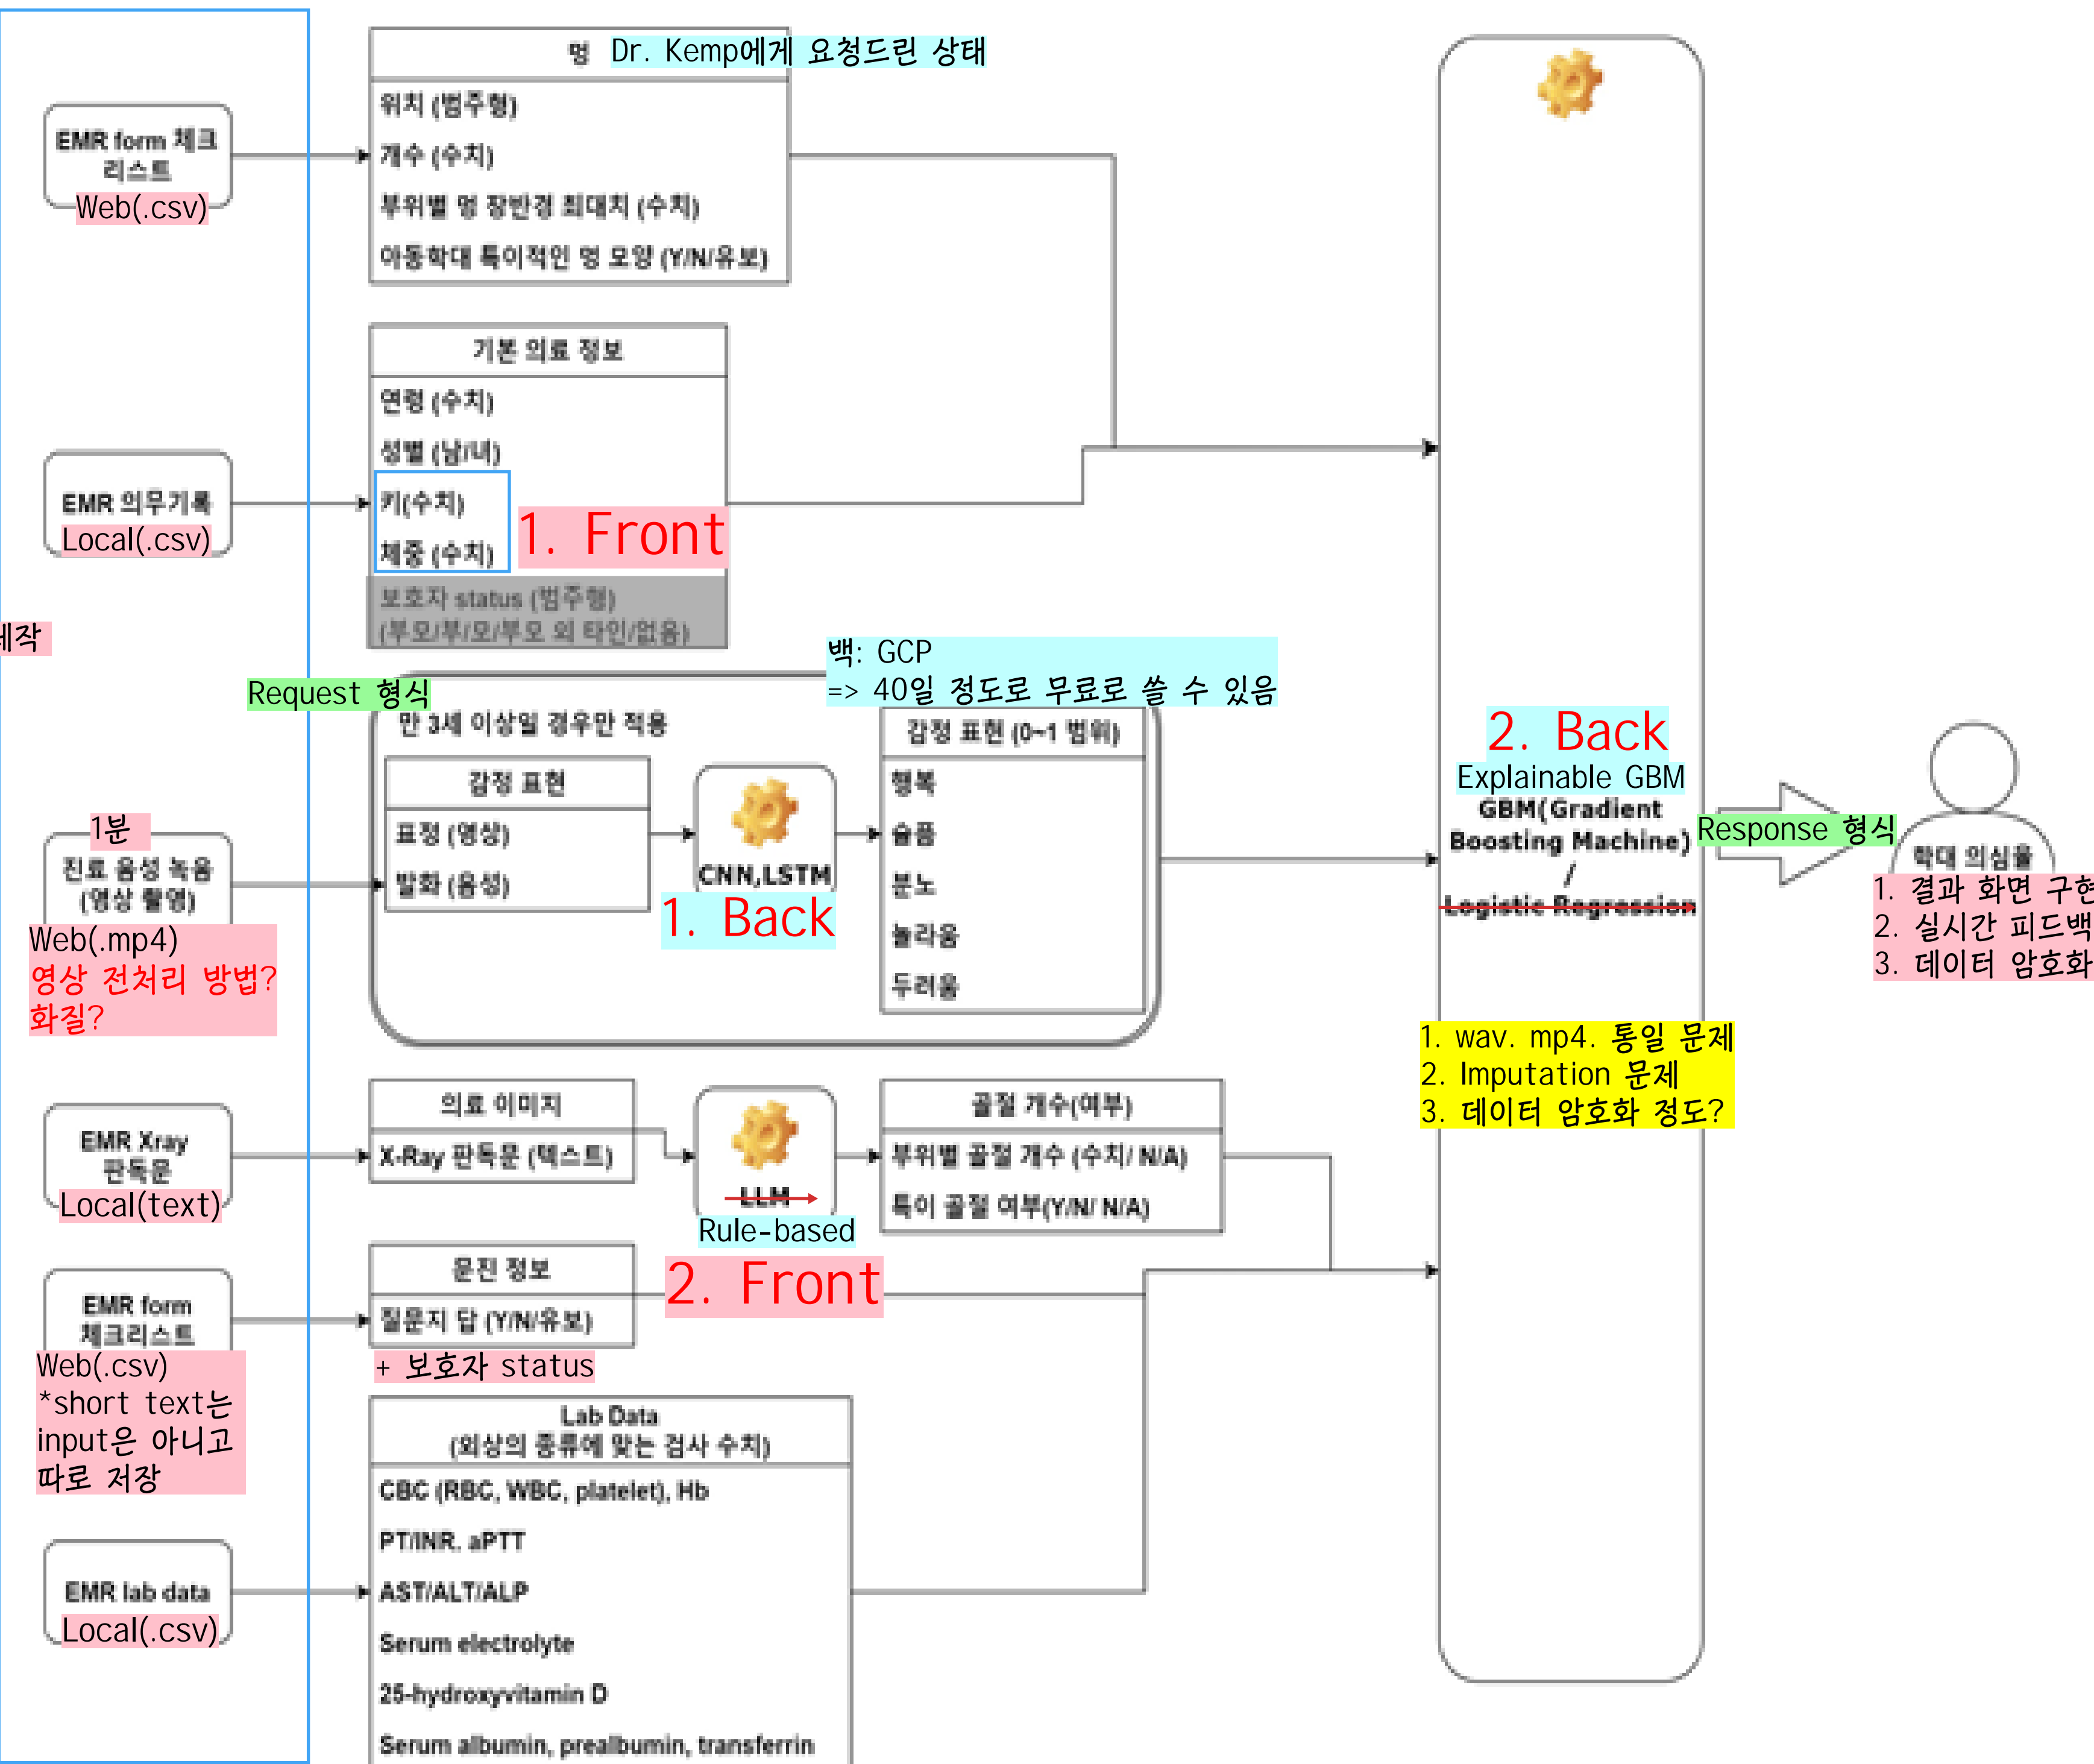 멍 Dr. Kemp에게 요청드린 상태
위치 (범주형)
개수 (수치)
부위별 멍 장반경 최대치 (수치)
아동학대 특이적인 멍 모양 (Y/N/유보)
EMR form 체크
리스트
Web(.csv)
기본 의료 정보
연령 (수치)
성별 (남/녀)
키(수치)
체중 (수치)
1. Front
보호자 status (범주형)
(부모/부/모/부모 외 타인/없음)
EMR 의무기록
Local(.csv)
제작
Request 형식
백: GCP
=> 40일 정도로 무료로 쓸 수 있음
만 3세 이상일 경우만 적용
감정 표현
표정 (영상)
발화 (음성)
CNN,LSTM
1. Back
감정 표현 (0~1 범위)
행복
슬픔
분노
놀라움
두려움
1분
진료 음성 녹음
(영상 촬영)
Web(.mp4)
영상 전처리 방법?
화질?
2. Back
Explainable GBM
GBM(Gradient
Boosting Machine)
/
Logistic Regression
Response 형식
학대 의심율
1. 결과 화면 구현
2. 실시간 피드백
3. 데이터 암호화
1. wav. mp4. 통일 문제
2. Imputation 문제
3. 데이터 암호화 정도?
EMR Xray
판독문
Local(text)
의료 이미지
X-Ray 판독문 (텍스트)
LLM
Rule-based
골절 개수(여부)
부위별 골절 개수 (수치/ N/A)
특이 골절 여부(Y/N/ N/A)
EMR form
체크리스트
Web(.csv)
*short text는
input은 아니고
따로 저장
문진 정보
질문지 답 (Y/N/유보)
+ 보호자 status
2. Front
EMR lab data
Local(.csv)
Lab Data
(외상의 종류에 맞는 검사 수치)
CBC (RBC, WBC, platelet), Hb
PT/INR. aPTT
AST/ALT/ALP
Serum electrolyte
25-hydroxyvitamin D
Serum albumin, prealbumin, transferrin